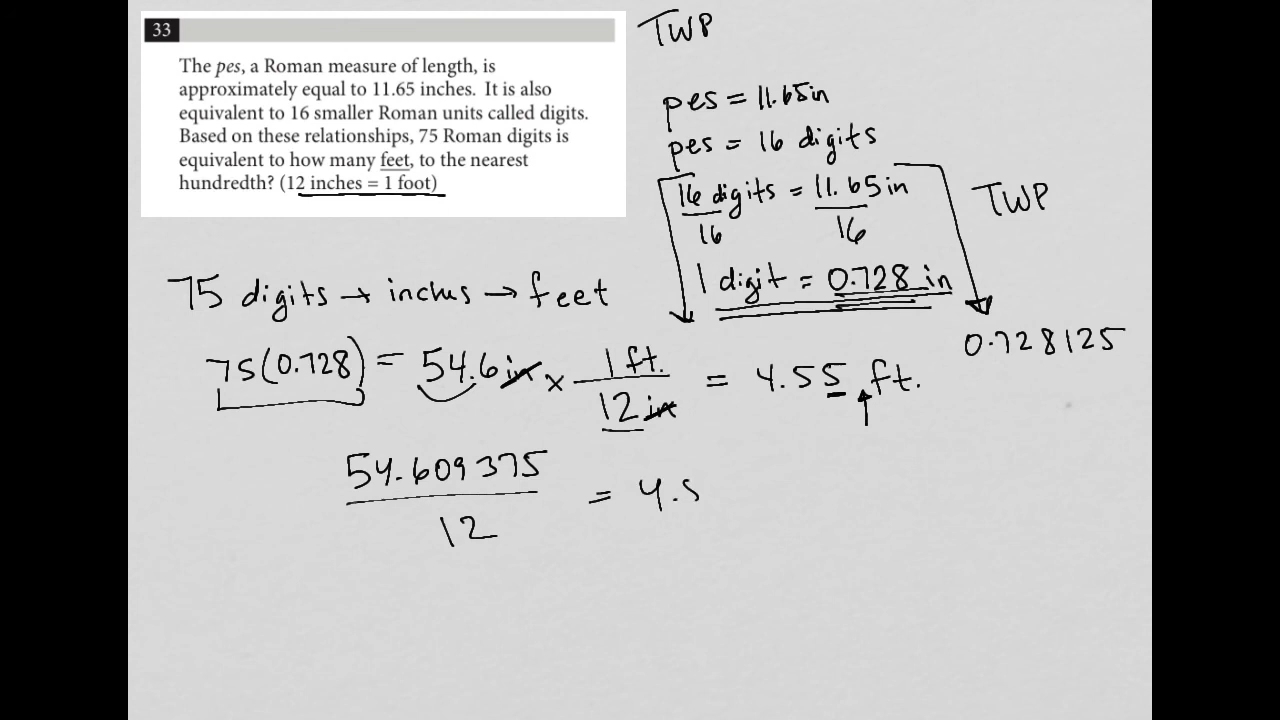 33
The pes, a Roman measure of length, is
approximately equal to 11.65 inches. It is also
equivalent to 16 smaller Roman units called digits.
Based on these relationships, 75 Roman digits is
equivalent to how many feet, to the nearest
hundredth? (12 inches = 1 foot)
TWP
pes = 11.65in
pes = 16 digits
16 digits = 11.65 in
16 16
TWP
1 digit = 0.728 in
0.728125
75 digits → inches → feet
75(0.728) = 54.6in × 1 ft. = 4.55 ft.
12 in
54.609375 = 4.5
12